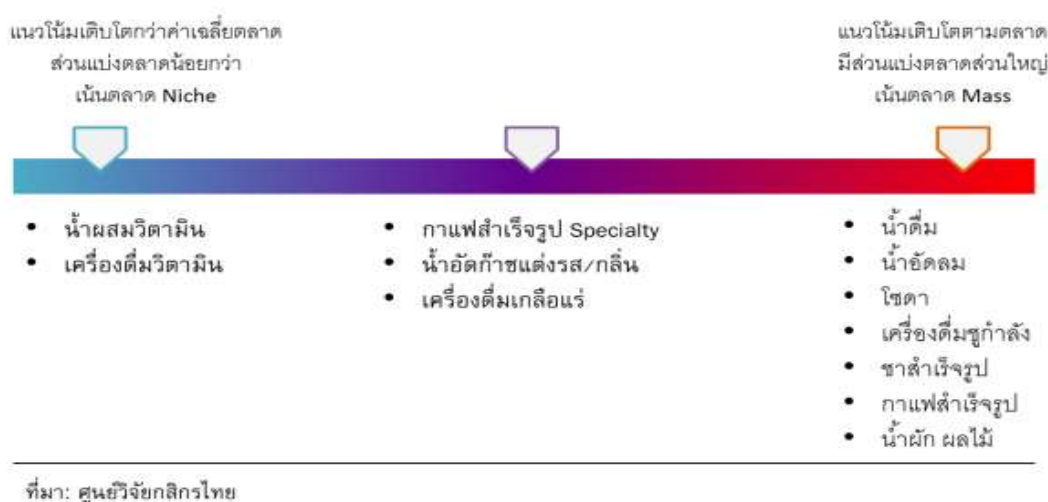 แนวโน้มเติบโตกว่าค่าเฉลี่ยตลาด
ส่วนแบ่งตลาดน้อยกว่า
เน้นตลาด Niche
แนวโน้มเติบโตตามตลาด
มีส่วนแบ่งตลาดส่วนใหญ่
เน้นตลาด Mass
• น้ำผสมวิตามิน
• เครื่องดื่มวิตามิน
• กาแฟสำเร็จรูป Specialty
• น้ำอัดก๊าซแต่งรส/กลิ่น
• เครื่องดื่มเกลือแร่
• น้ำดื่ม
• น้ำอัดลม
• โซดา
• เครื่องดื่มชูกำลัง
• ชาสำเร็จรูป
• กาแฟสำเร็จรูป
• น้ำผัก ผลไม้
ที่มา: ศูนย์วิจัยกสิกรไทย